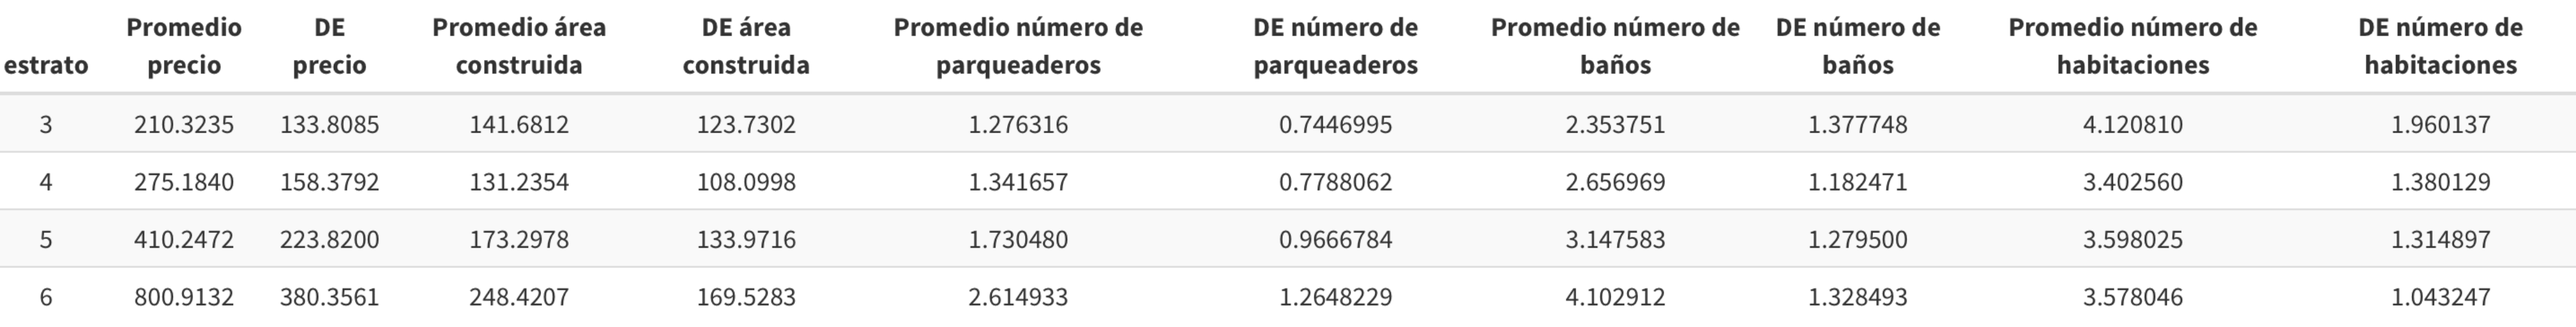 estrato Promedio precio DE precio Promedio área construida DE área construida Promedio número de parqueaderos DE número de parqueaderos Promedio número de baños DE número de baños Promedio número de habitaciones DE número de habitaciones
3 210.3235 133.8085 141.6812 123.7302 1.276316 0.7446995 2.353751 1.377748 4.120810 1.960137
4 275.1840 158.3792 131.2354 108.0998 1.341657 0.7788062 2.656969 1.182471 3.402560 1.380129
5 410.2472 223.8200 173.2978 133.9716 1.730480 0.9666784 3.147583 1.279500 3.598025 1.314897
6 800.9132 380.3561 248.4207 169.5283 2.614933 1.2648229 4.102912 1.328493 3.578046 1.043247